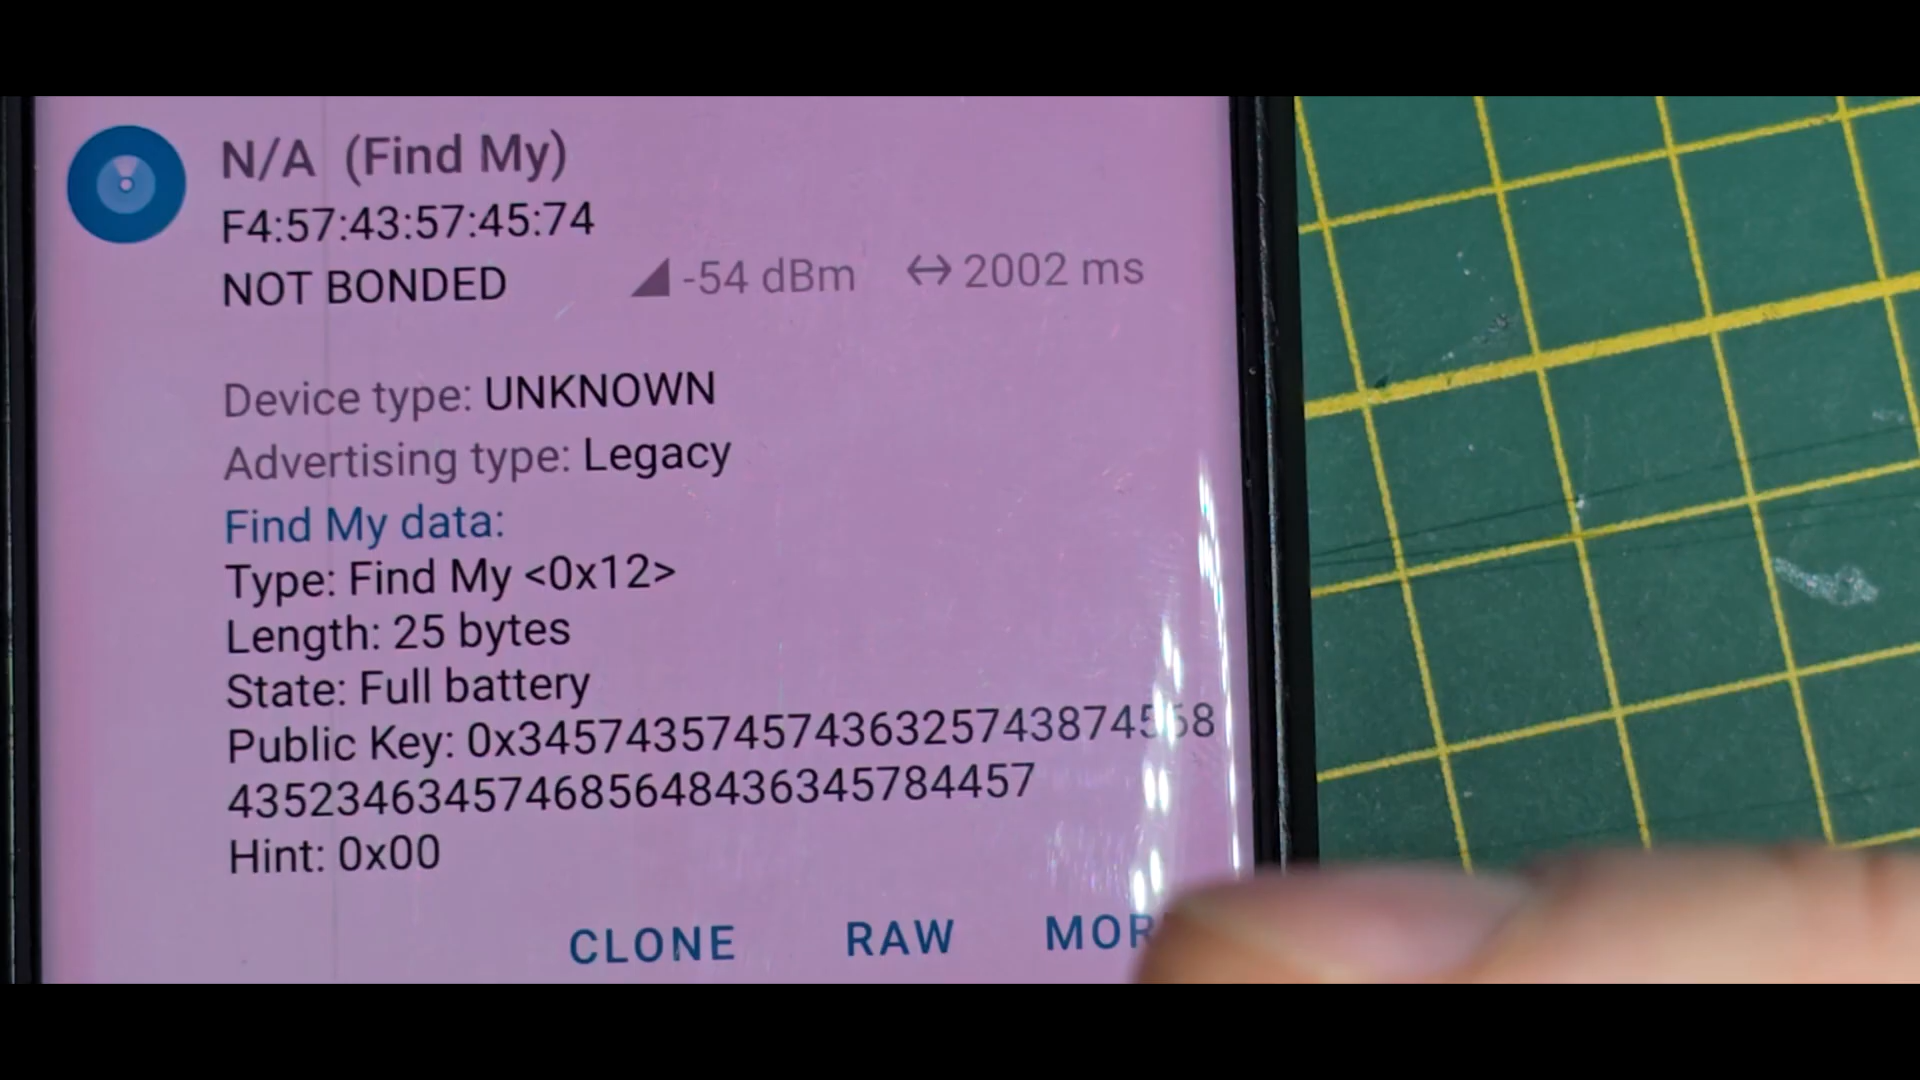 N/A (Find My)
F4:57:43:57:45:74
NOT BONDED -54 dBm 2002 ms
Device type: UNKNOWN
Advertising type: Legacy
Find My data:
Type: Find My <0x12>
Length: 25 bytes
State: Full battery
Public Key:
43523463457468564843634578​4457
Hint: 0x00
CLONE RAW